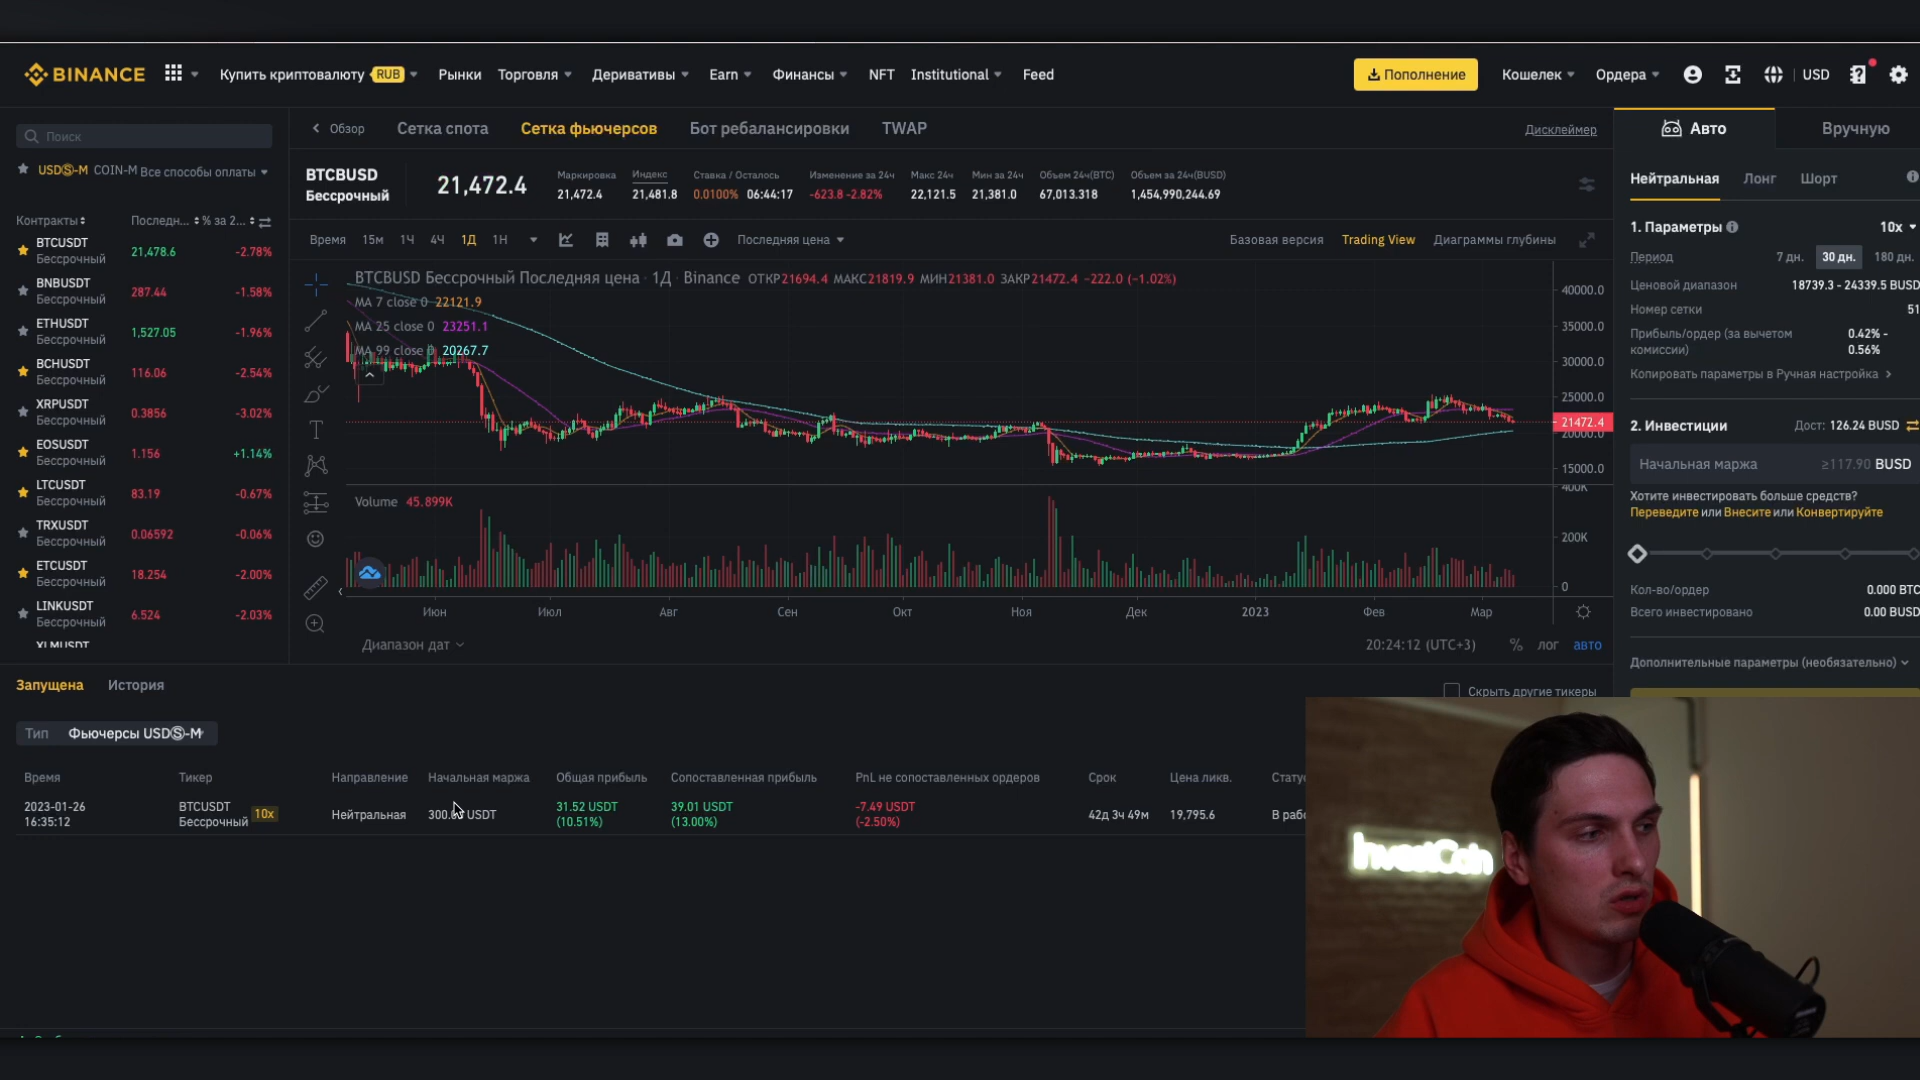 BINANCE
Купить криптовалюту RUB
Рынки
Торговля
Деривативы
Earn
Финансы
NFT
Institutional
Feed
Пополнение
Кошелек
Ордера
USD
Поиск
USDⓈ-M COIN-M Все способы оплаты
Контракты
Последн...
% за 2...
BTCUSDT
Бессрочный
21,478.6
-2.78%
BNBUSDT
Бессрочный
287.44
-1.58%
ETHUSDT
Бессрочный
1,527.05
-1.96%
BCHUSDT
Бессрочный
116.06
-2.54%
XRPUSDT
Бессрочный
0.3856
-3.02%
EOSUSDT
Бессрочный
1.156
+1.14%
LTCUSDT
Бессрочный
83.19
-0.67%
TRXUSDT
Бессрочный
0.06592
-0.06%
ETCUSDT
Бессрочный
18.254
-2.00%
LINKUSDT
Бессрочный
6.524
-2.03%
XLMUSDT
Обзор
Сетка спота
Сетка фьючерсов
Бот ребалансировки
TWAP
Дисклеймер
BTCBUSD
Бессрочный
21,472.4
Маркировка
21,472.4
Индекс
21,481.8
Ставка / Осталось
0.0100% 06:44:17
Изменение за 24ч
-623.8 -2.82%
Макс 24ч
22,121.5
Мин за 24ч
21,381.0
Объем 24ч(BTC)
67,013.318
Объем за 24ч(BUSD)
1,454,990,244.69
Время 15м 1Ч 4Ч 1Д 1Н
Последняя цена
Базовая версия
Trading View
Диаграммы глубины
BTCBUSD Бессрочный Последняя цена · 1Д · Binance ОТКР21694.4 МАКС21819.9 МИН21381.0 ЗАКР21472.4 -222.0 (-1.02%)
MA 7 close 0 22121.9
MA 25 close 0 23251.1
MA 99 close 0 20267.7
40000.0
35000.0
30000.0
25000.0
21472.4
20000.0
15000.0
Volume 45.899K
400K
200K
0
Июн Июл Авг Сен Окт Ноя Дек 2023 Фев Мар
Диапазон дат
20:24:12 (UTC+3)
% лог авто
Авто
Вручную
Нейтральная
Лонг
Шорт
1. Параметры
10x
Период
7 дн. 30 дн. 180 дн.
Ценовой диапазон
18739.3 - 24339.5 BUSD
Номер сетки
51
Прибыль/ордер (за вычетом
комиссии)
0.42% -
0.56%
Копировать параметры в Ручная настройка
2. Инвестиции
Дост: 126.24 BUSD
Начальная маржа
≥117.90 BUSD
Хотите инвестировать больше средств?
Переведите или Внесите или Конвертируйте
Кол-во/ордер
0.000 BTC
Всего инвестировано
0.00 BUSD
Дополнительные параметры (необязательно)
Запущена
История
Скрыть другие тикеры
Тип Фьючерсы USDⓈ-M
Время
Тикер
Направление
Начальная маржа
Общая прибыль
Сопоставленная прибыль
PnL не сопоставленных ордеров
Срок
Цена ликв.
Статус
2023-01-26
16:35:12
BTCUSDT
Бессрочный
10x
Нейтральная
USDT
31.52 USDT
(10.51%)
39.01 USDT
(13.00%)
-7.49 USDT
(-2.50%)
42д 3ч 49м
19,795.6
В рабо
InvestCoin